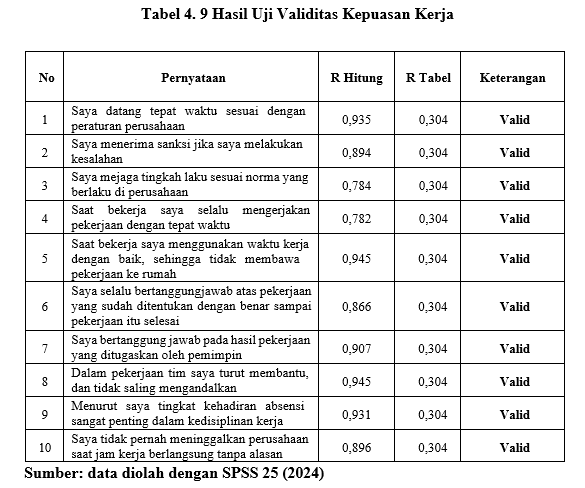 Tabel 4. 9 Hasil Uji Validitas Kepuasan Kerja
No Pernyataan R Hitung R Tabel Keterangan
1 Saya datang tepat waktu sesuai dengan 0,935 0,304 Valid
peraturan perusahaan
2 Saya menerima sanksi jika saya melakukan 0,894 0,304 Valid
kesalahan
3 Saya mejaga tingkah laku sesuai norma yang 0,784 0,304 Valid
berlaku di perusahaan
4 Saat bekerja saya selalu mengerjakan 0,782 0,304 Valid
pekerjaan dengan tepat waktu
Saat bekerja saya menggunakan waktu kerja
5 dengan baik, sehingga tidak membawa 0,945 0,304 Valid
pekerjaan ke rumah
Saya selalu bertanggungjawab atas pekerjaan
6 yang sudah ditentukan dengan benar sampai 0,866 0,304 Valid
pekerjaan itu selesai
7 Saya bertanggung jawab pada hasil pekerjaan 0,907 0,304 Valid
yang ditugaskan oleh pemimpin
8 Dalam pekerjaan tim saya turut membantu, 0,945 0,304 Valid
dan tidak saling mengandalkan
9 Menurut saya tingkat kehadiran absensi 0,931 0,304 Valid
sangat penting dalam kedisiplinan kerja
10 Saya tidak pernah meninggalkan perusahaan 0,896 0,304 Valid
saat jam kerja berlangsung tanpa alasan
Sumber: data diolah dengan SPSS 25 (2024)